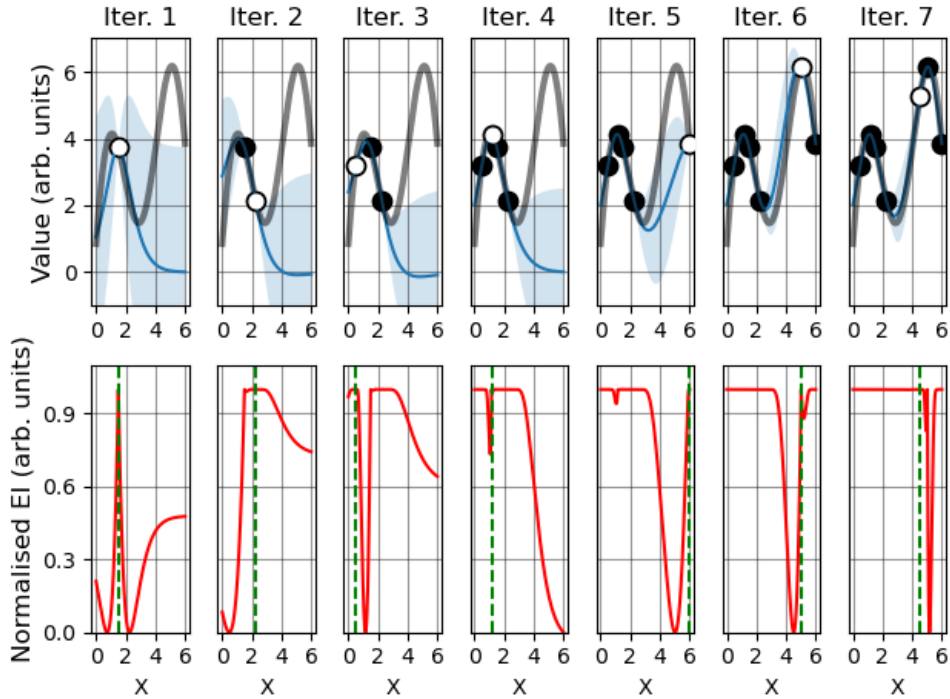 Iter. 1 Iter. 2 Iter. 3 Iter. 4 Iter. 5 Iter. 6 Iter. 7
Value (arb. units)
6
4
2
0
0 2 4 6 0 2 4 6 0 2 4 6 0 2 4 6 0 2 4 6 0 2 4 6 0 2 4 6
Normalised EI (arb. units)
0.9
0.6
0.3
0.0
0 2 4 6 0 2 4 6 0 2 4 6 0 2 4 6 0 2 4 6 0 2 4 6 0 2 4 6
X X X X X X X